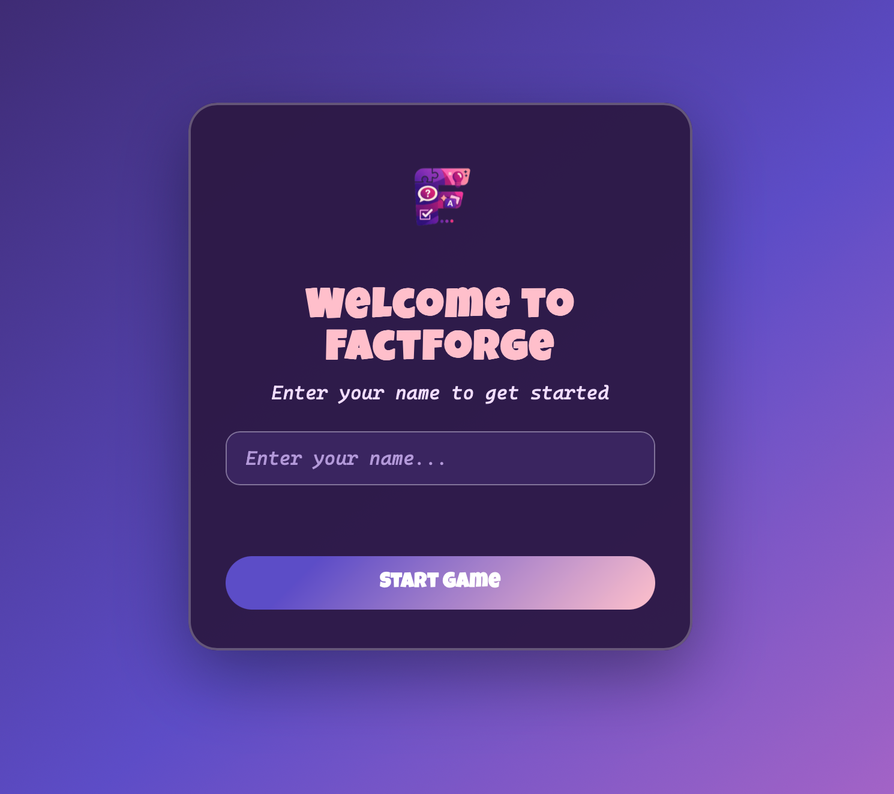 ?
A
Welcome to
FactForge
Enter your name to get started
Enter your name...
Start Game